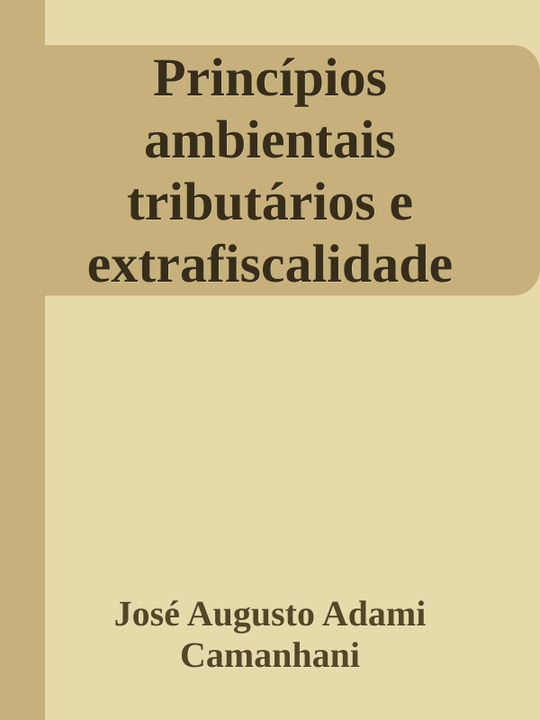 Princípios
ambientais
tributários e
extrafiscalidade
José Augusto Adami
Camanhani